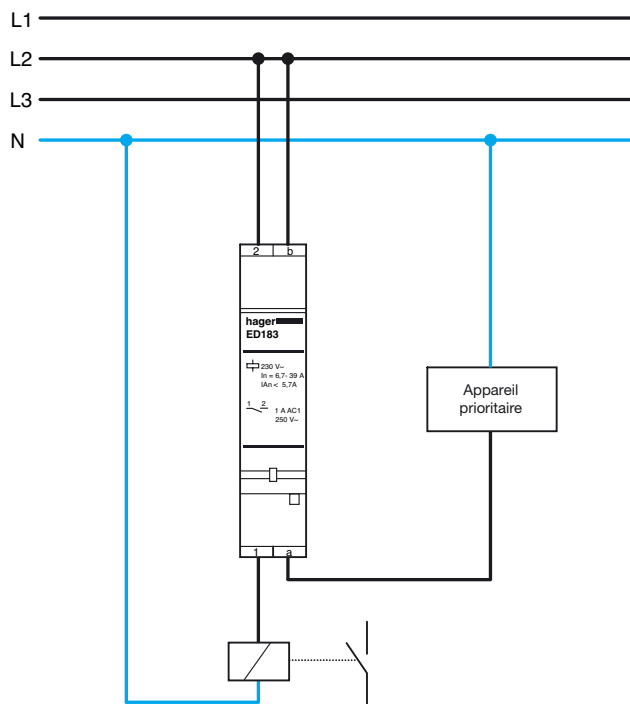 L1
L2
L3
N
2 b
hager
ED183
230 V~
In = 6,7- 39 A
IAn < 5,7A
1 2
1 A AC1
250 V~
Appareil
prioritaire
1 a